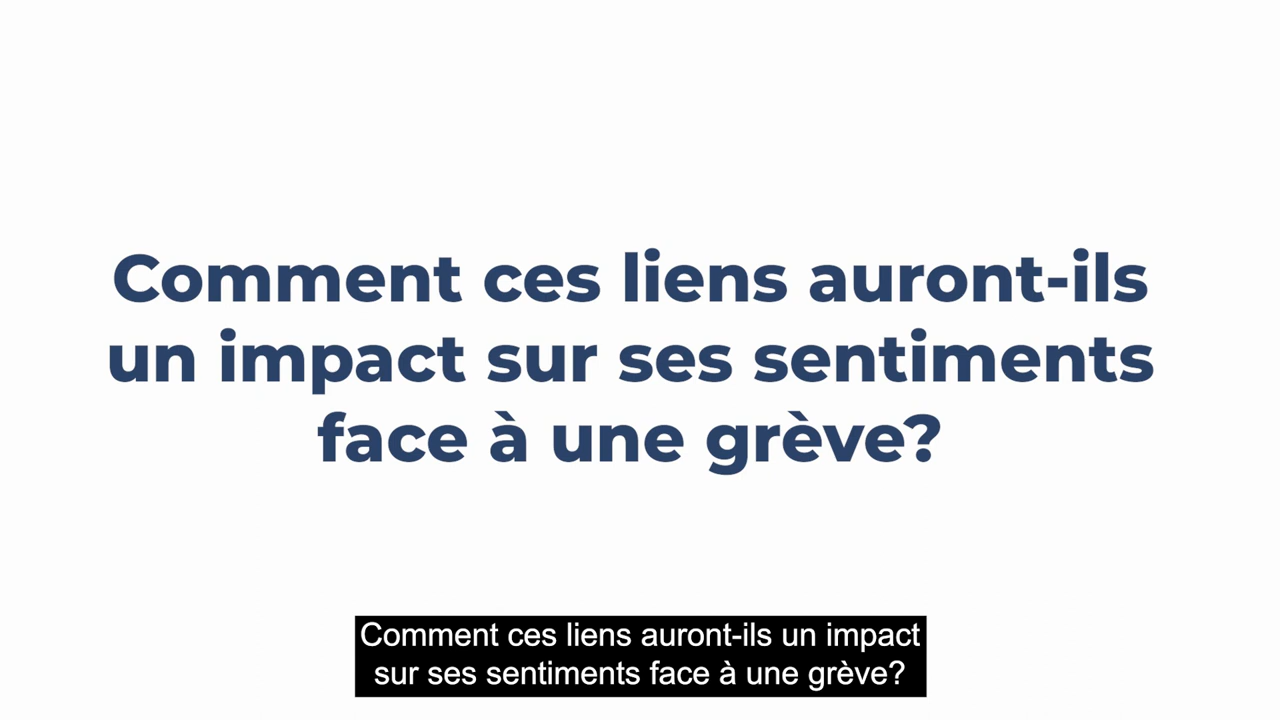 Comment ces liens auront-ils
un impact sur ses sentiments
face à une grève?
Comment ces liens auront-ils un impact
sur ses sentiments face à une grève?